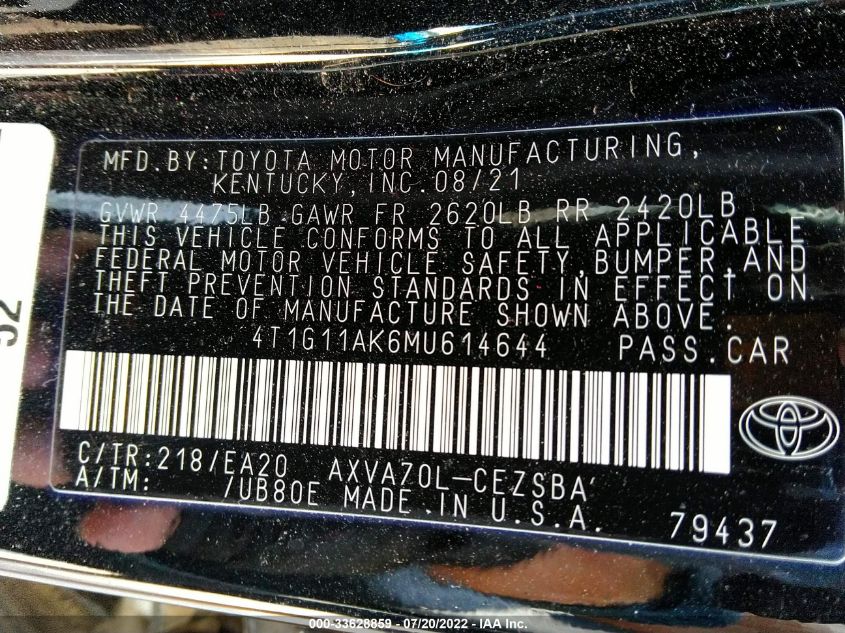 MFD.BY:TOYOTA MOTOR MANUFACTURING,
KENTUCKY,INC.08/21
GVWR 4475LB GAWR FR 2620LB RR 2420LB
THIS VEHICLE CONFORMS TO ALL APPLICABLE
FEDERAL MOTOR VEHICLE SAFETY,BUMPER,AND
THEFT PREVENTION STANDARDS IN EFFECT ON
THE DATE OF MANUFACTURE SHOWN ABOVE.
4T1G11AK6MU614644 PASS.CAR
C/TR:218/EA20 AXVA70L-CEZSBA
A/TM: /UB80E MADE IN U.S.A.
79437
52
000-33628859 - 07/20/2022 - IAA Inc.